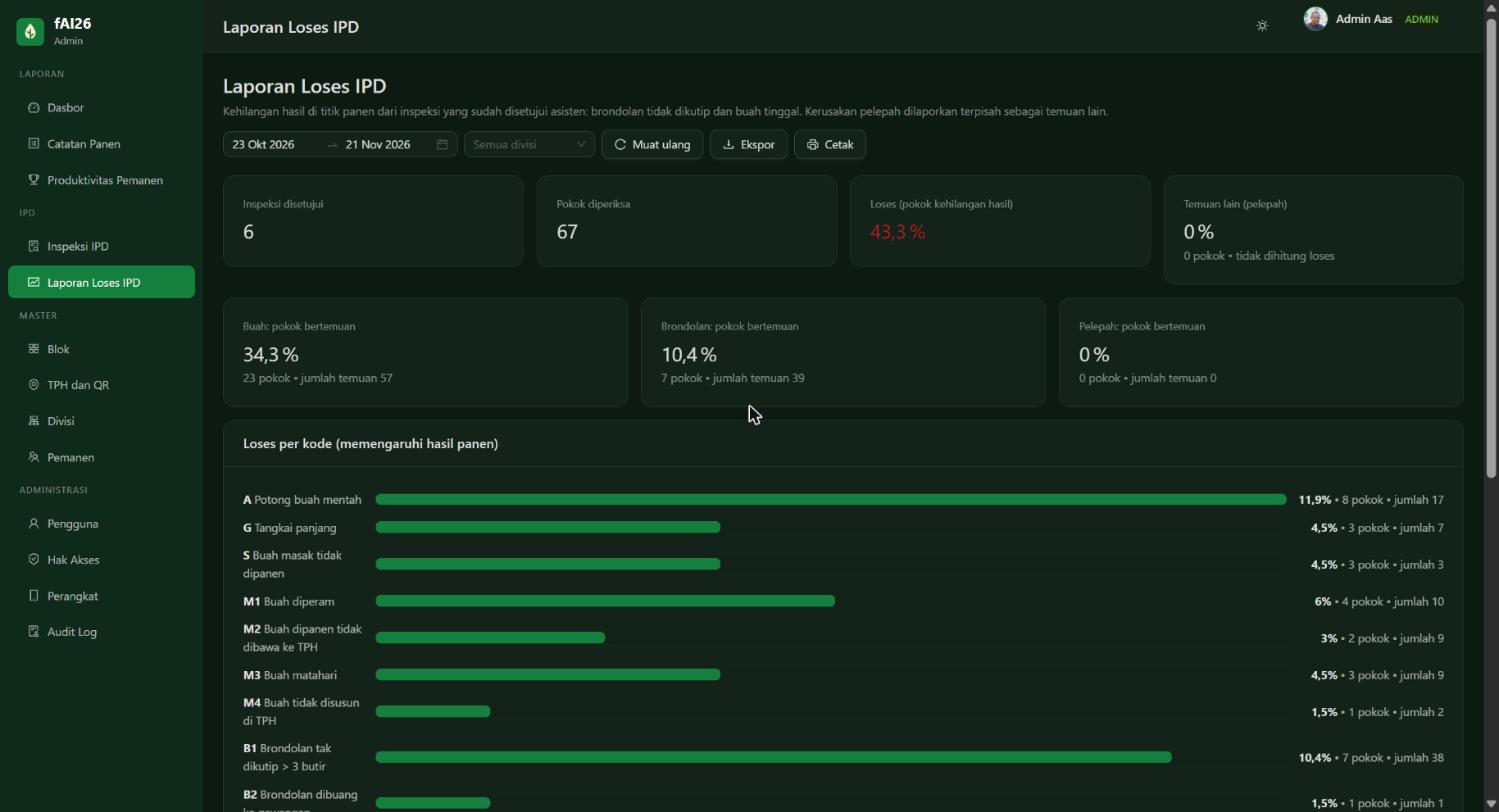 fAI26
Admin
LAPORAN
Dasbor
Catatan Panen
Produktivitas Pemanen
IPD
Inspeksi IPD
Laporan Loses IPD
MASTER
Blok
TPH dan QR
Divisi
Pemanen
ADMINISTRASI
Pengguna
Hak Akses
Perangkat
Audit Log
Laporan Loses IPD
Admin Aas ADMIN
Laporan Loses IPD
Kehilangan hasil di titik panen dari inspeksi yang sudah disetujui asisten: brondolan tidak dikutip dan buah tinggal. Kerusakan pelepah dilaporkan terpisah sebagai temuan lain.
23 Okt 2026 → 21 Nov 2026 Semua divisi Muat ulang Ekspor Cetak
Inspeksi disetujui
6
Pokok diperiksa
67
Loses (pokok kehilangan hasil)
43,3 %
Temuan lain (pelepah)
0 %
0 pokok • tidak dihitung loses
Buah: pokok bertemuan
34,3 %
23 pokok • jumlah temuan 57
Brondolan: pokok bertemuan
10,4 %
7 pokok • jumlah temuan 39
Pelepah: pokok bertemuan
0 %
0 pokok • jumlah temuan 0
Loses per kode (memengaruhi hasil panen)
A Potong buah mentah 11,9% • 8 pokok • jumlah 17
G Tangkai panjang 4,5% • 3 pokok • jumlah 7
S Buah masak tidak
dipanen 4,5% • 3 pokok • jumlah 3
M1 Buah diperam 6% • 4 pokok • jumlah 10
M2 Buah dipanen tidak
dibawa ke TPH 3% • 2 pokok • jumlah 9
M3 Buah matahari 4,5% • 3 pokok • jumlah 9
M4 Buah tidak disusun
di TPH 1,5% • 1 pokok • jumlah 2
B1 Brondolan tak
dikutip > 3 butir 10,4% • 7 pokok • jumlah 38
B2 Brondolan dibuang
1,5% • 1 pokok • jumlah 1